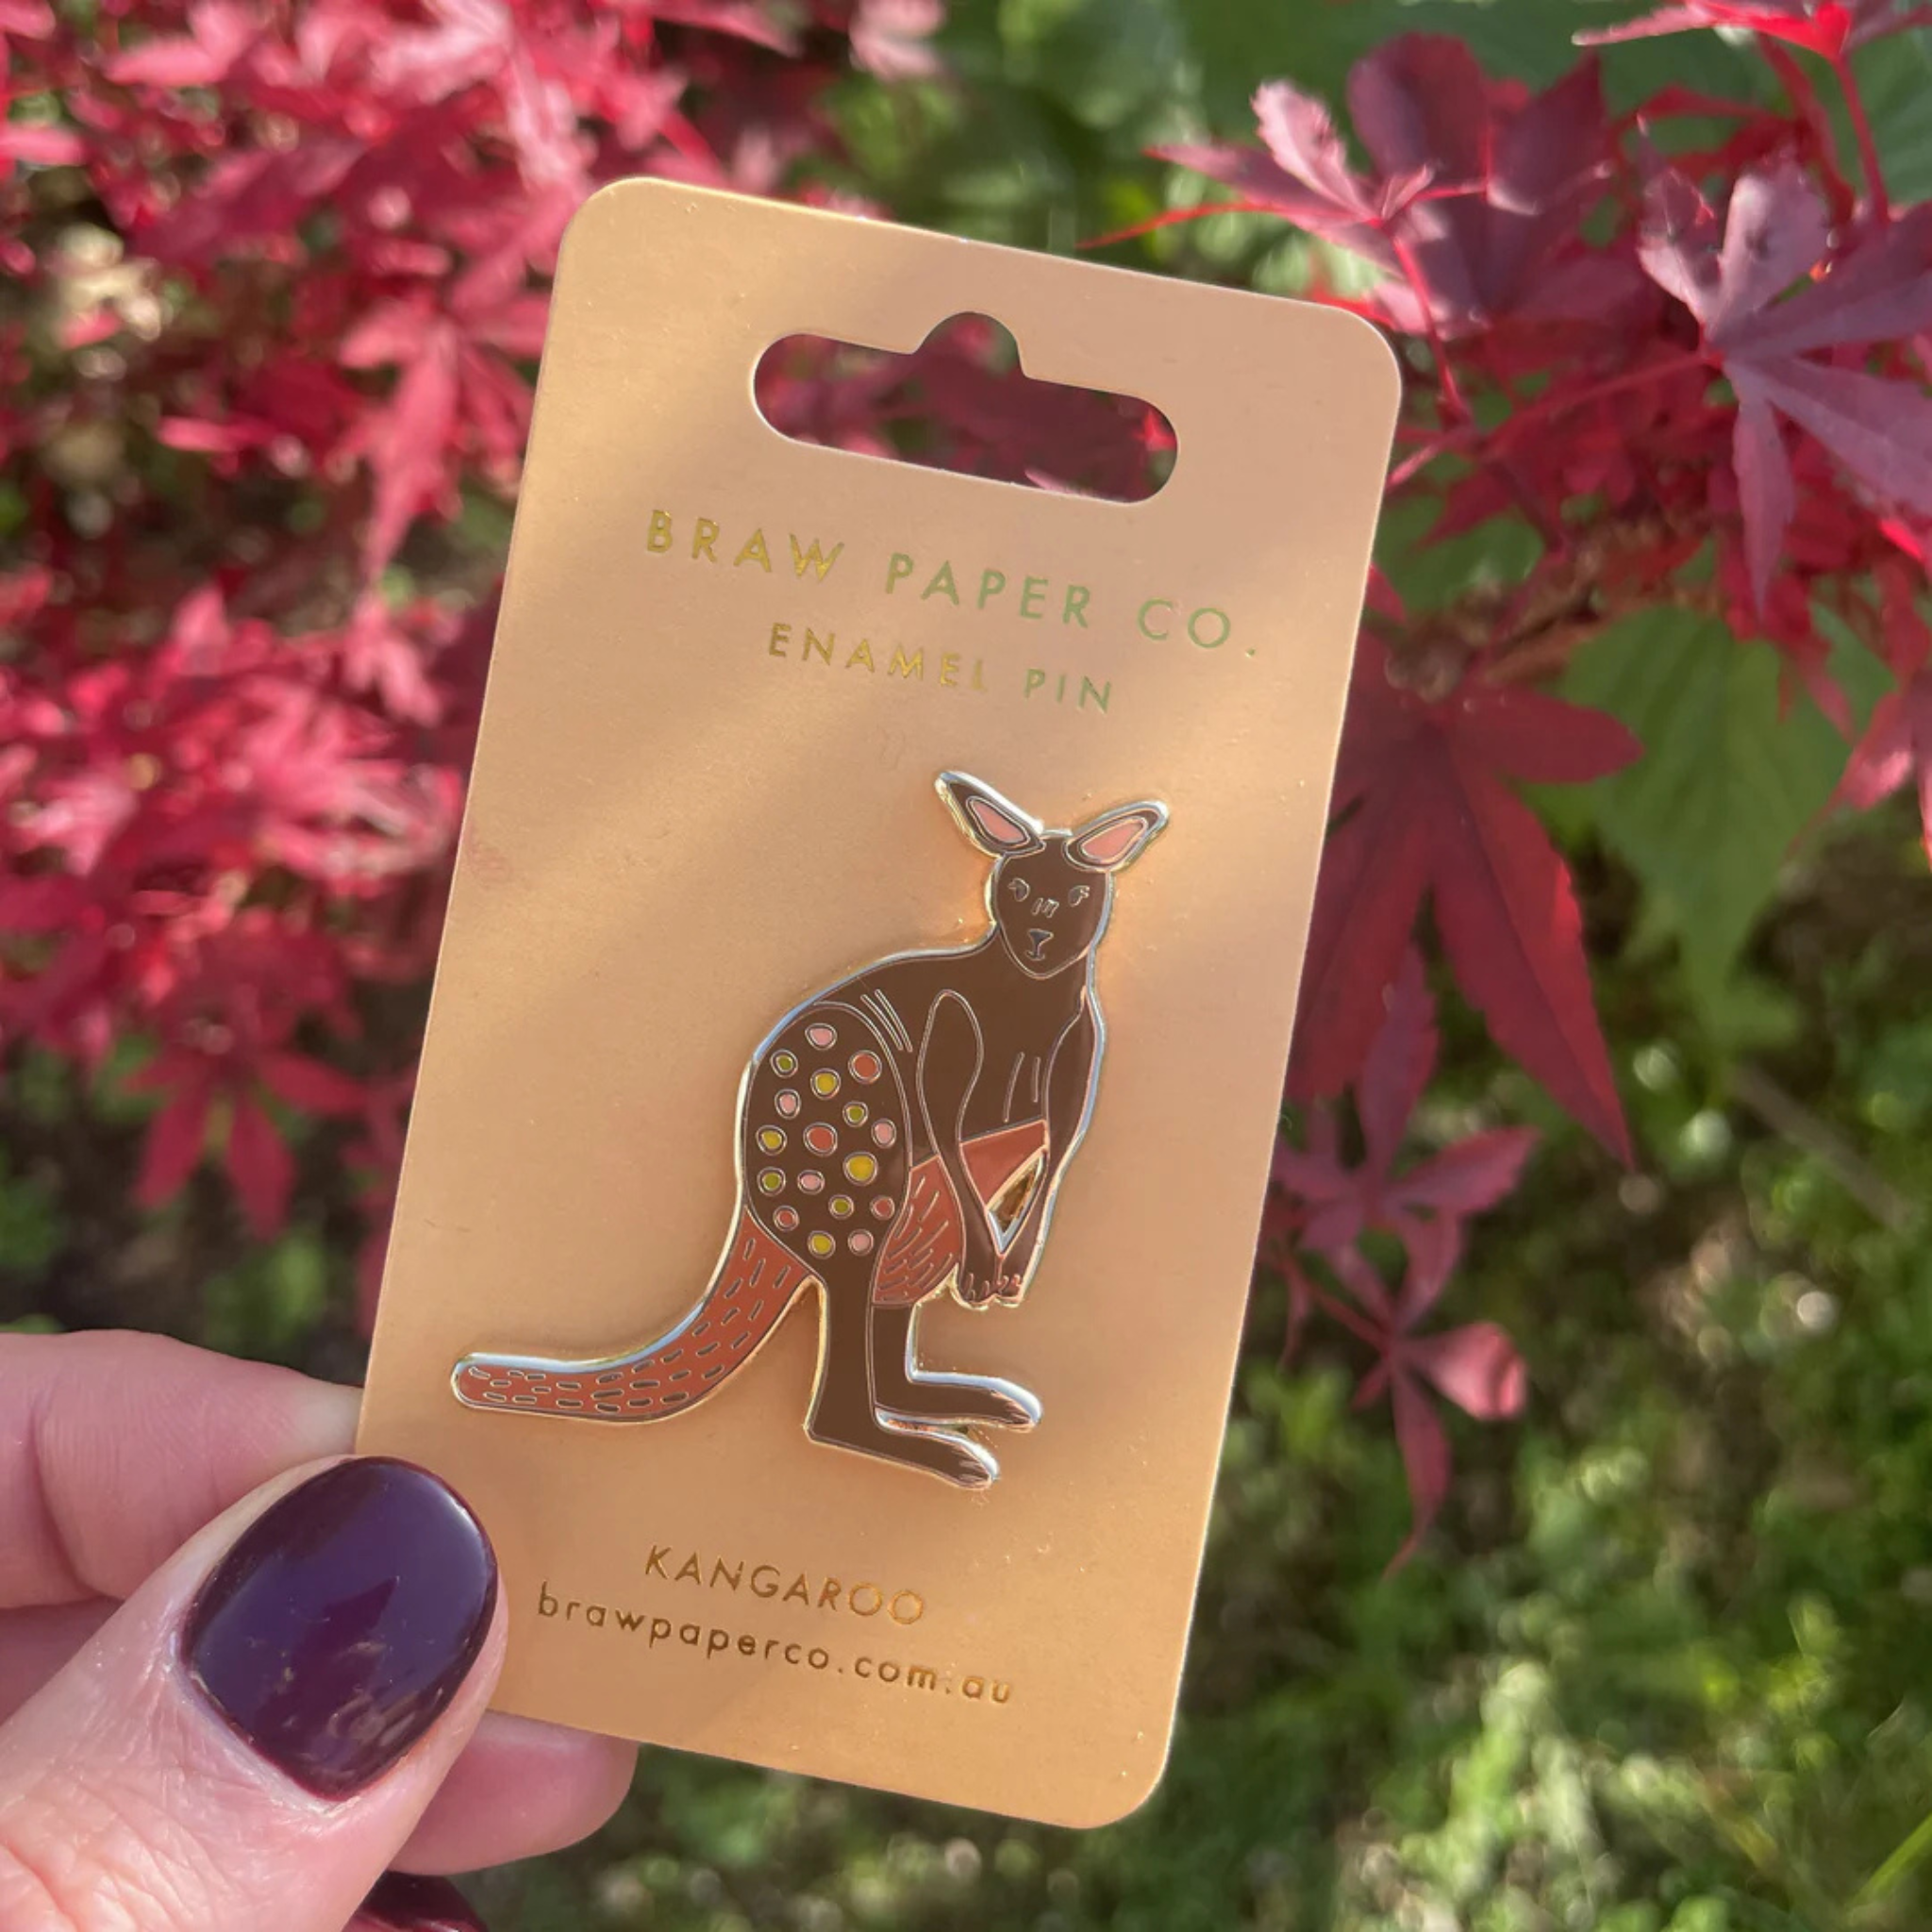 BRAW PAPER CO.
ENAMEL PIN
KANGAROO
brawpaperco.com.au